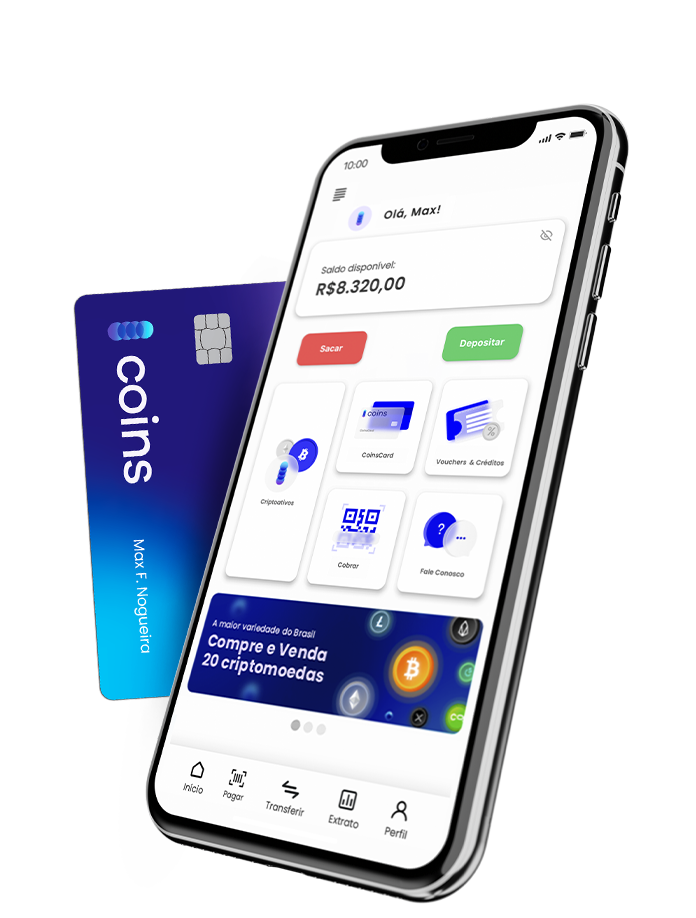 10:00
Olá, Max!
Saldo disponível:
R$8.320,00
Sacar
Depositar
coins
Max F. Nogueira
Criptoativos
coins
CoinsCard
%
Vouchers & Créditos
Cobrar
?
Fale Conosco
A maior variedade do Brasil
Compre e Venda
20 criptomoedas
Início
Pagar
Transferir
Extrato
Perfil